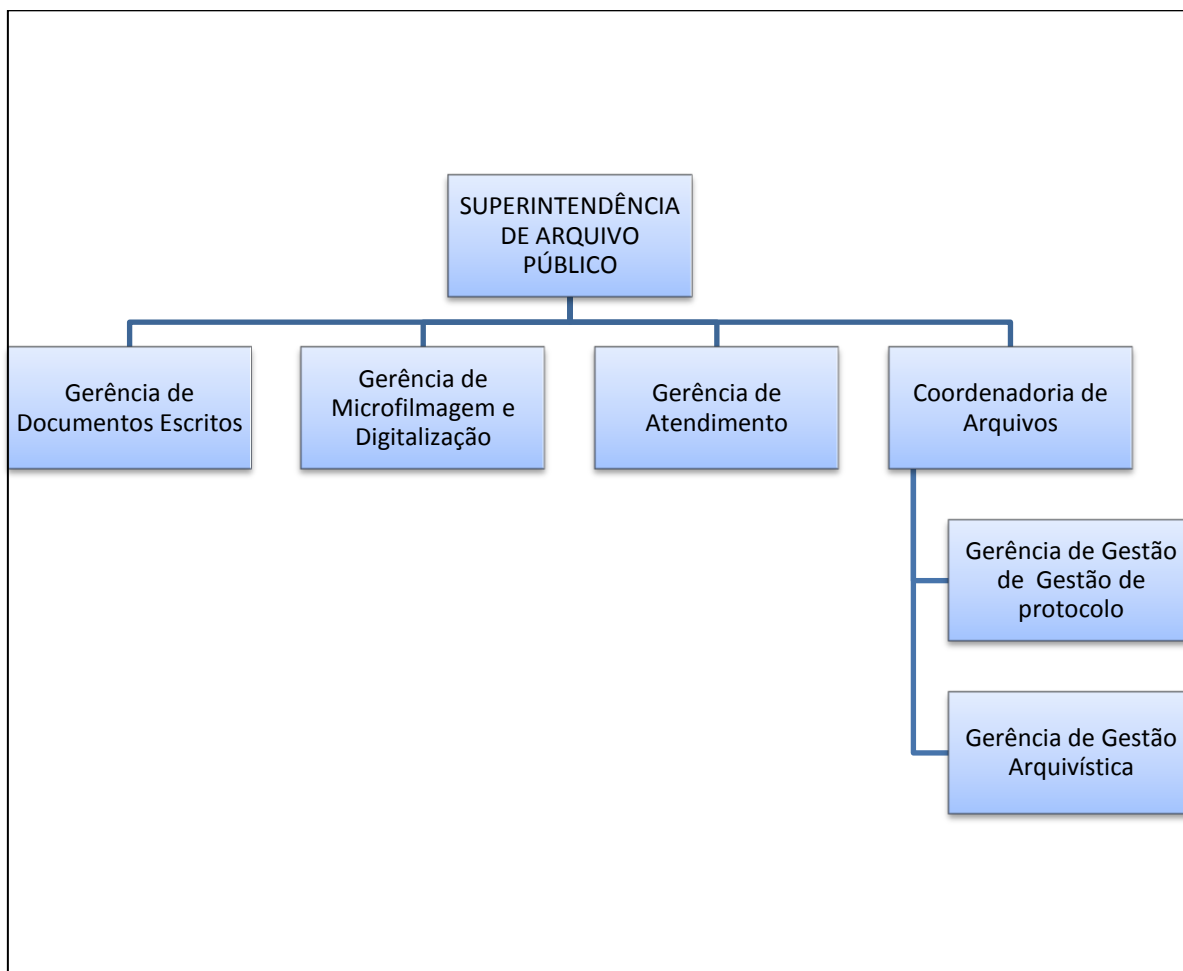 SUPERINTENDÊNCIA
DE ARQUIVO
PÚBLICO
Gerência de
Documentos Escritos
Gerência de
Microfilmagem e
Digitalização
Gerência de
Atendimento
Coordenadoria de
Arquivos
Gerência de Gestão
de  Gestão de
protocolo
Gerência de Gestão
Arquivística